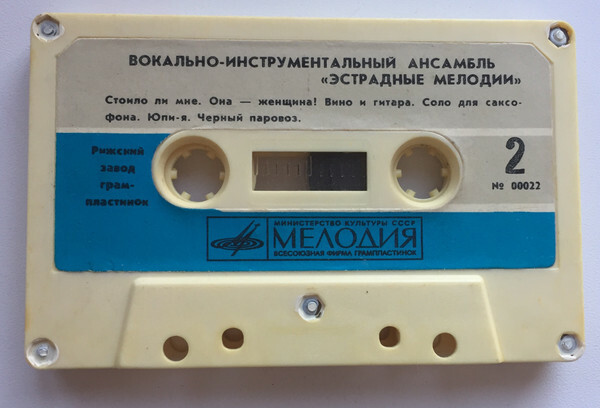 ВОКАЛЬНО-ИНСТРУМЕНТАЛЬНЫЙ АНСАМБЛЬ
«ЭСТРАДНЫЕ МЕЛОДИИ»
Стоило ли мне. Она — женщина! Вино и гитара. Соло для саксо-
фона. Юпи-я. Черный паровоз.
Рижский
завод
грам-
пластинок
2
№ 00022
МИНИСТЕРСТВО КУЛЬТУРЫ СССР
МЕЛОДИЯ
ВСЕСОЮЗНАЯ ФИРМА ГРАМПЛАСТИНОК